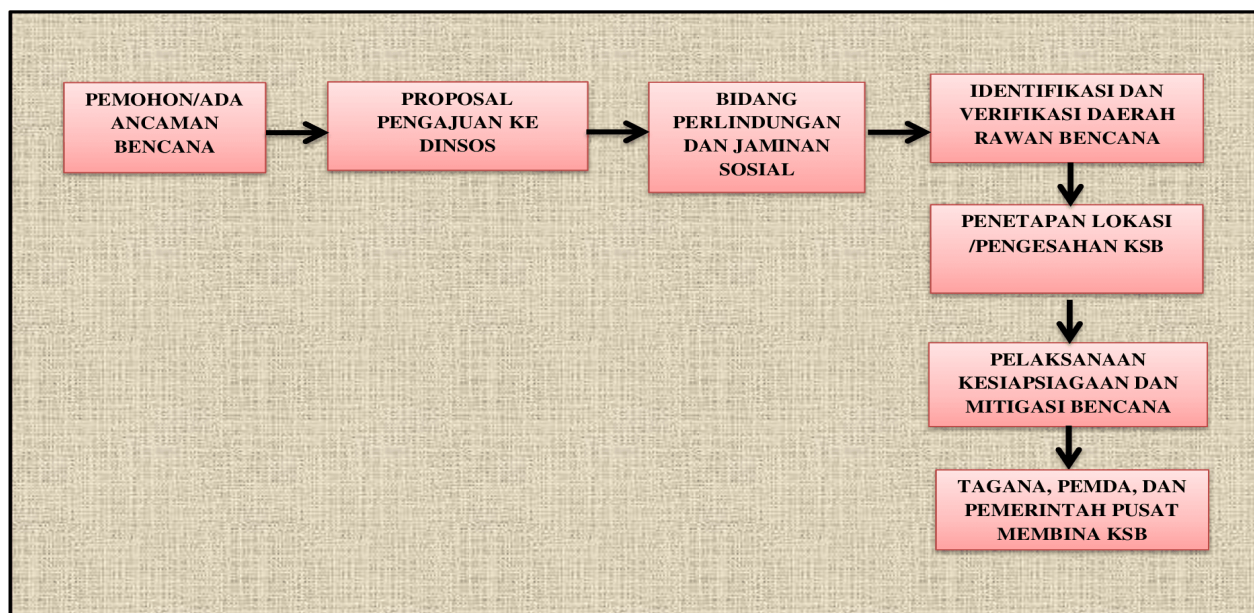 PEMOHON/ADA
ANCAMAN
BENCANA
PROPOSAL
PENGAJUAN KE
DINSOS
BIDANG
PERLINDUNGAN
DAN JAMINAN
SOSIAL
IDENTIFIKASI DAN
VERIFIKASI DAERAH
RAWAN BENCANA
PENETAPAN LOKASI
/PENGESAHAN KSB
PELAKSANAAN
KESIAPSIAGAAN DAN
MITIGASI BENCANA
TAGANA, PEMDA, DAN
PEMERINTAH PUSAT
MEMBINA KSB